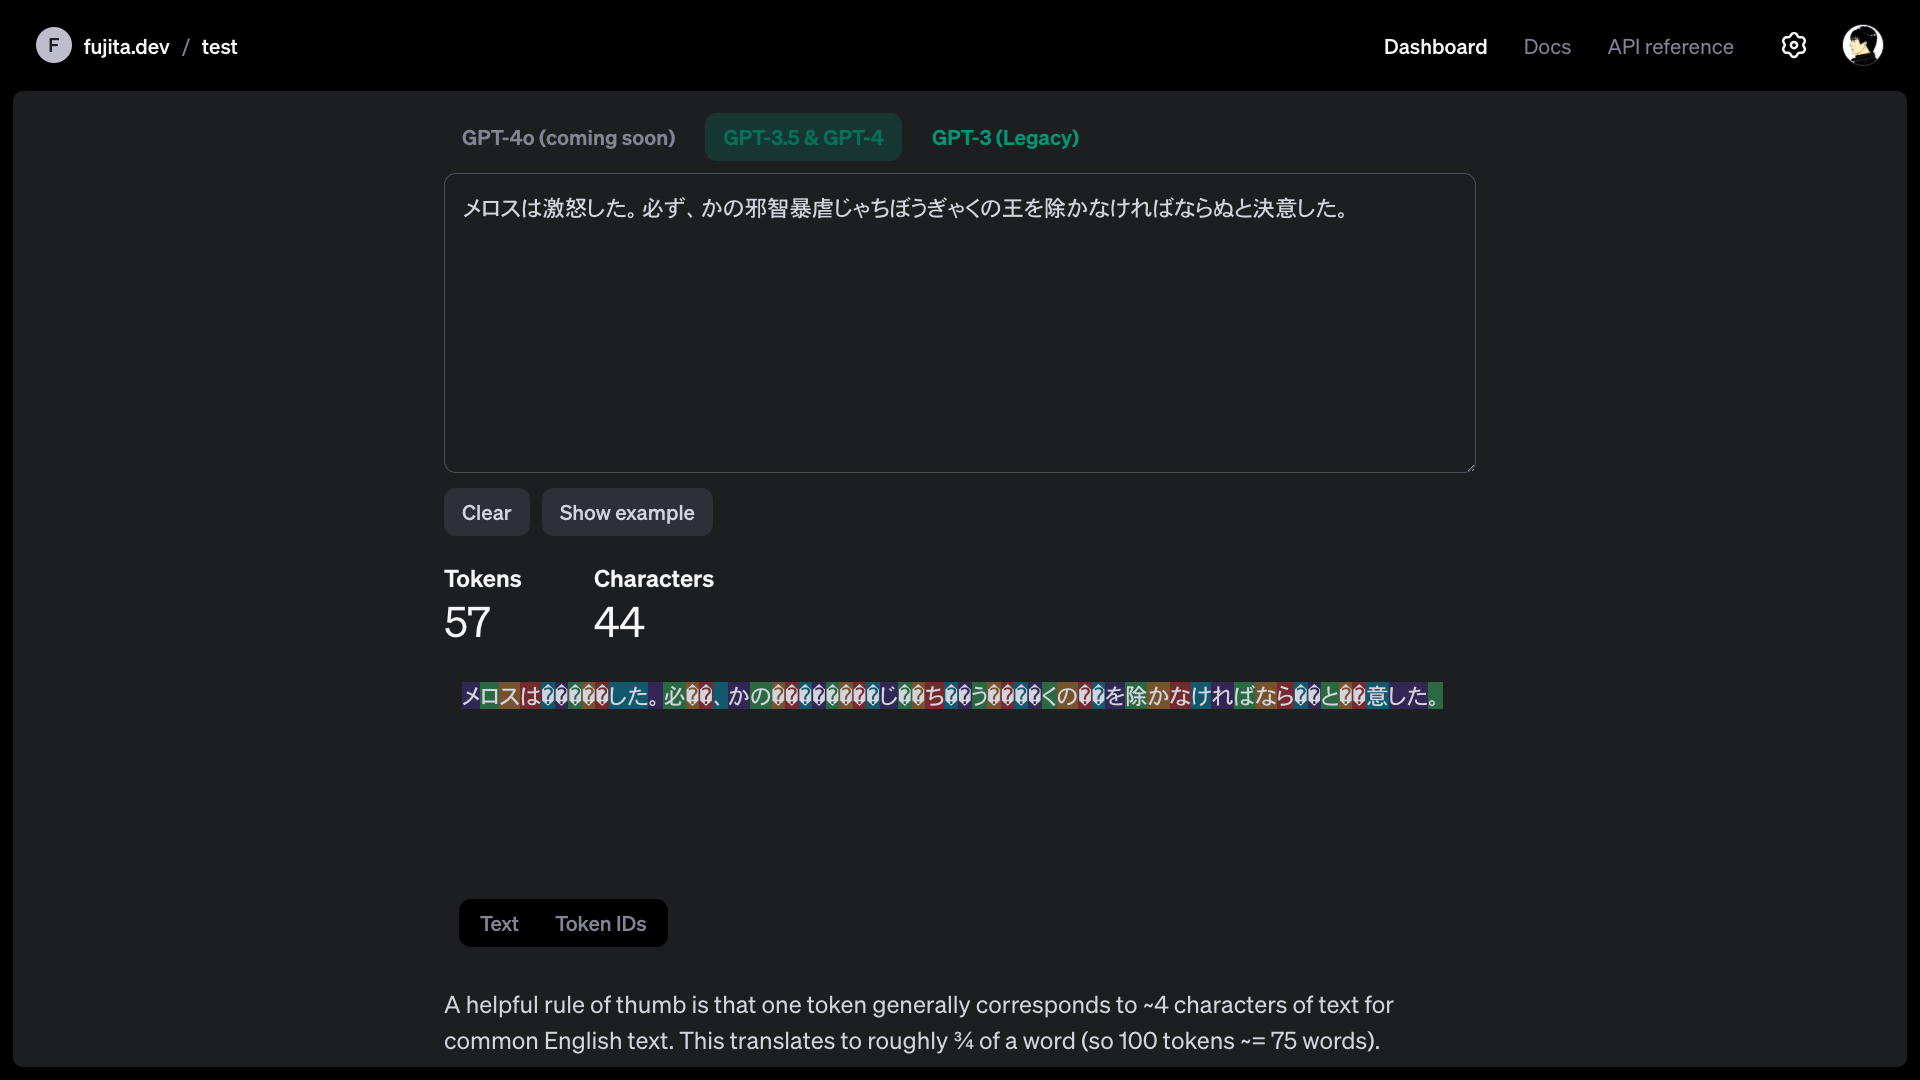 F fujita.dev / test
Dashboard Docs API reference
GPT-4o (coming soon) GPT-3.5 & GPT-4 GPT-3 (Legacy)
メロスは激怒した。必ず、かの邪智暴虐じゃちぼうぎゃくの王を除かなければならぬと決意した。
Clear Show example
Tokens Characters
57 44
メロスは�����した。必��、かの��������じ��ち��う����くの��を除かなければなら��と��意した。
Text Token IDs
A helpful rule of thumb is that one token generally corresponds to ~4 characters of text for
common English text. This translates to roughly ¾ of a word (so 100 tokens ~= 75 words).